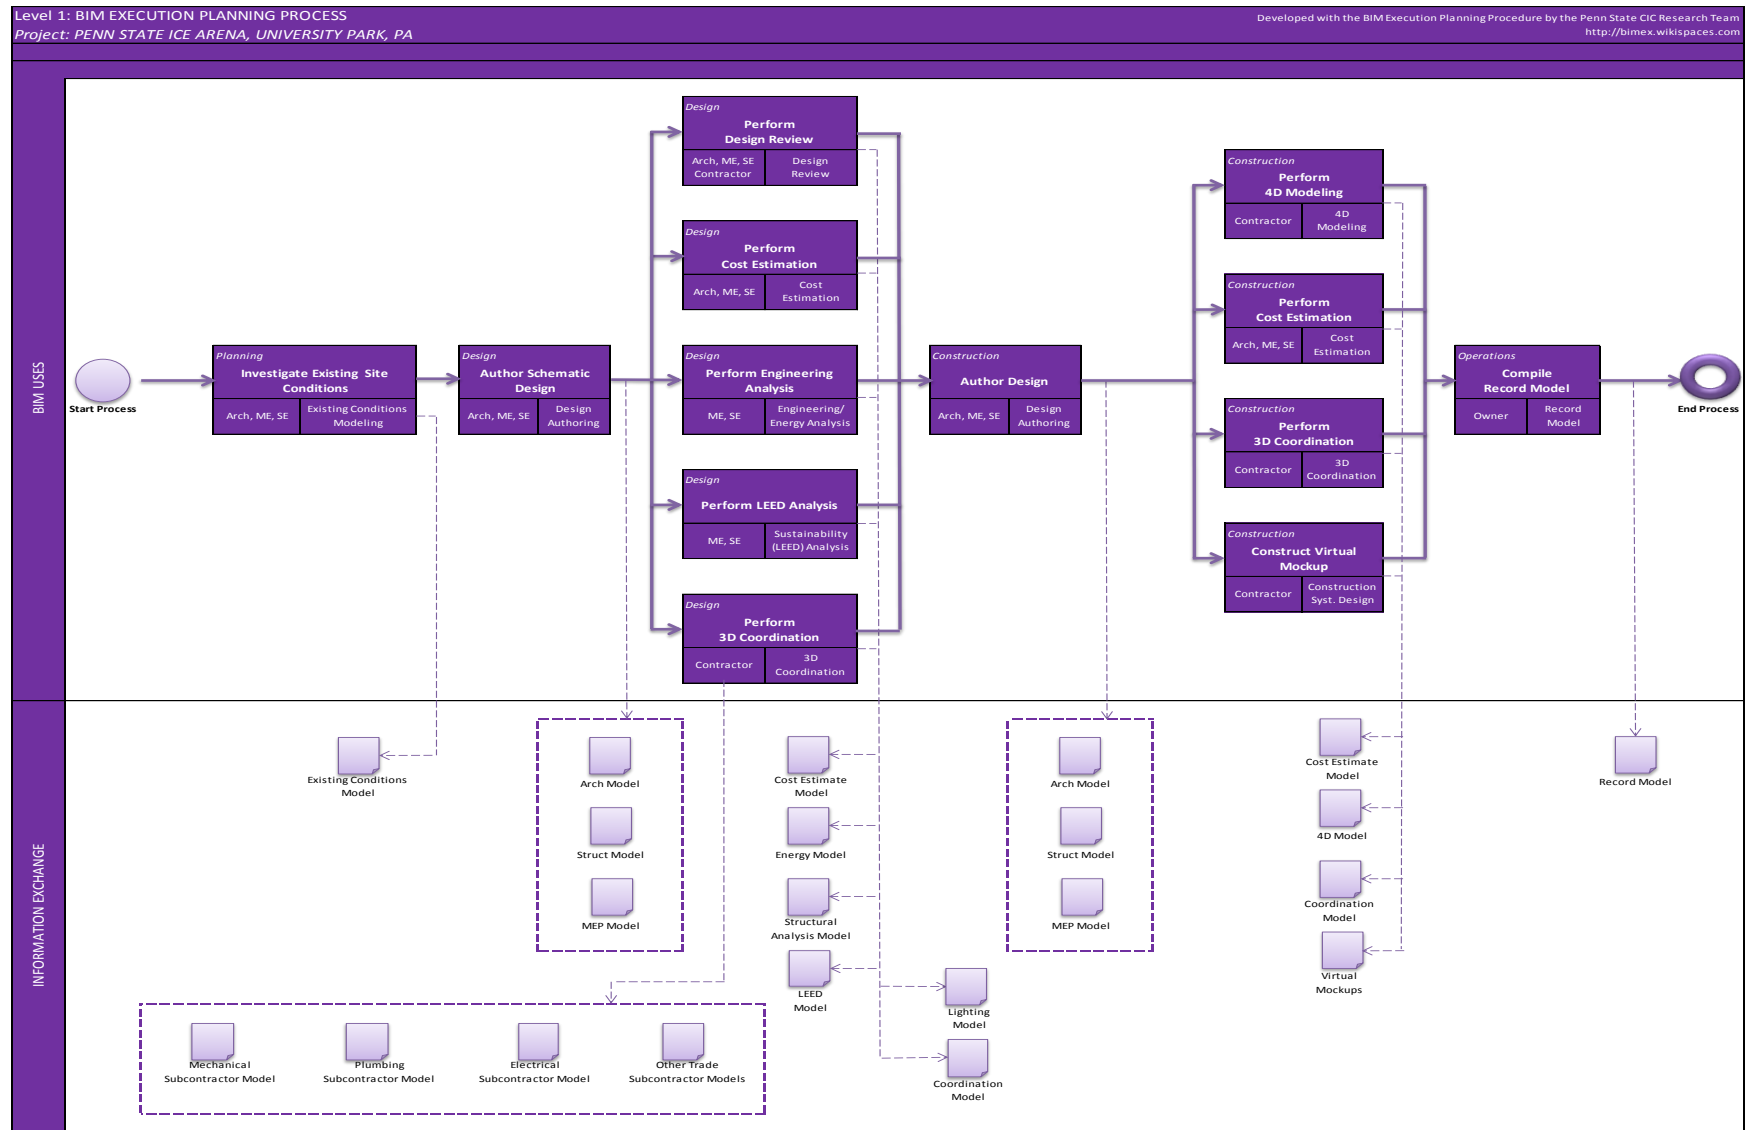 Level 1: BIM EXECUTION PLANNING PROCESS
Project: PENN STATE ICE ARENA, UNIVERSITY PARK, PA
Developed with the BIM Execution Planning Procedure by the Penn State CIC Research Team
http://bimex.wikispaces.com
BIM USES
Start Process
Planning
Investigate Existing Site
Conditions
Arch, ME, SE
Existing Conditions
Modeling
Design
Author Schematic
Design
Arch, ME, SE
Design
Authoring
Design
Perform
Design Review
Arch, ME, SE
Contractor
Design
Review
Design
Perform
Cost Estimation
Arch, ME, SE
Cost
Estimation
Design
Perform Engineering
Analysis
ME, SE
Engineering/
Energy Analysis
Design
Perform LEED Analysis
ME, SE
Sustainability
(LEED) Analysis
Design
Perform
3D Coordination
Contractor
3D
Coordination
Construction
Author Design
Arch, ME, SE
Design
Authoring
Construction
Perform
4D Modeling
Contractor
4D
Modeling
Construction
Perform
Cost Estimation
Arch, ME, SE
Cost
Estimation
Construction
Perform
3D Coordination
Contractor
3D
Coordination
Construction
Construct Virtual
Mockup
Contractor
Construction
Syst. Design
Operations
Compile
Record Model
Owner
Record
Model
End Process
INFORMATION EXCHANGE
Existing Conditions
Model
Arch Model
Struct Model
MEP Model
Mechanical
Subcontractor Model
Plumbing
Subcontractor Model
Electrical
Subcontractor Model
Other Trade
Subcontractor Models
Cost Estimate
Model
Energy Model
Structural
Analysis Model
LEED
Model
Lighting
Model
Coordination
Model
Arch Model
Struct Model
MEP Model
Cost Estimate
Model
4D Model
Coordination
Model
Virtual
Mockups
Record Model